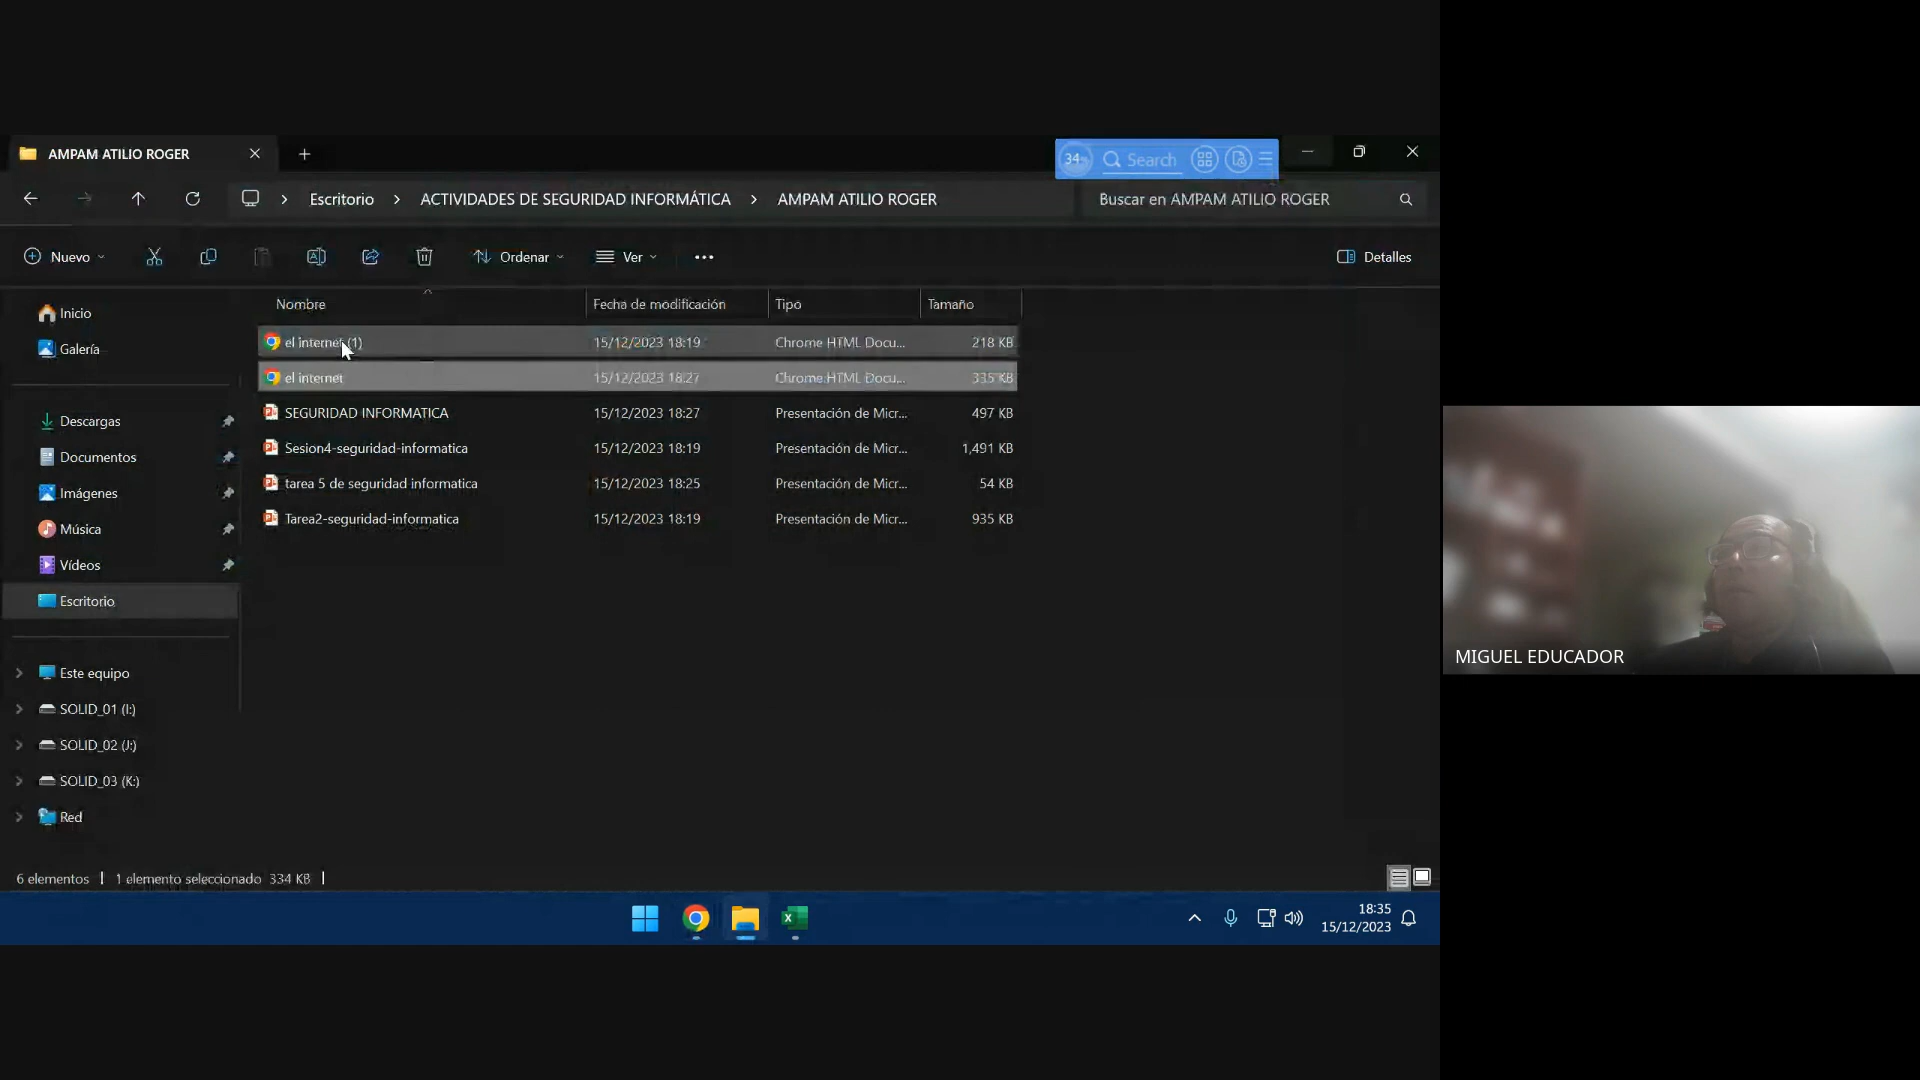 AMPAM ATILIO ROGER
34
Search
Escritorio > ACTIVIDADES DE SEGURIDAD INFORMÁTICA > AMPAM ATILIO ROGER
Buscar en AMPAM ATILIO ROGER
Nuevo
Ordenar
Ver
Detalles
Nombre Fecha de modificación Tipo Tamaño
Inicio
Galería
Descargas
Documentos
Imágenes
Música
Vídeos
Escritorio
Este equipo
SOLID_01 (I:)
SOLID_02 (J:)
SOLID_03 (K:)
Red
el internet (1) 15/12/2023 18:19 Chrome HTML Docu... 218 KB
el internet 15/12/2023 18:27 Chrome HTML Docu... 335 KB
SEGURIDAD INFORMATICA 15/12/2023 18:27 Presentación de Micr... 497 KB
Sesion4-seguridad-informatica 15/12/2023 18:19 Presentación de Micr... 1,491 KB
tarea 5 de seguridad informatica 15/12/2023 18:25 Presentación de Micr... 54 KB
Tarea2-seguridad-informatica 15/12/2023 18:19 Presentación de Micr... 935 KB
6 elementos 1 elemento seleccionado 334 KB
18:35
15/12/2023
MIGUEL EDUCADOR